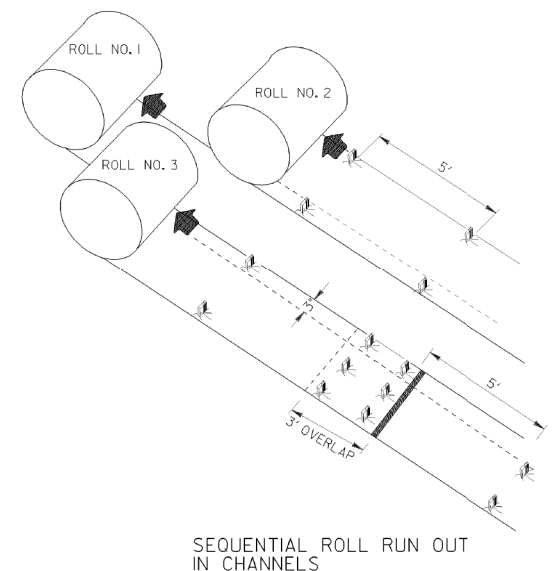 ROLL NO. 1
ROLL NO. 2
ROLL NO. 3
5'
3"
5'
3' OVERLAP
SEQUENTIAL ROLL RUN OUT
IN CHANNELS